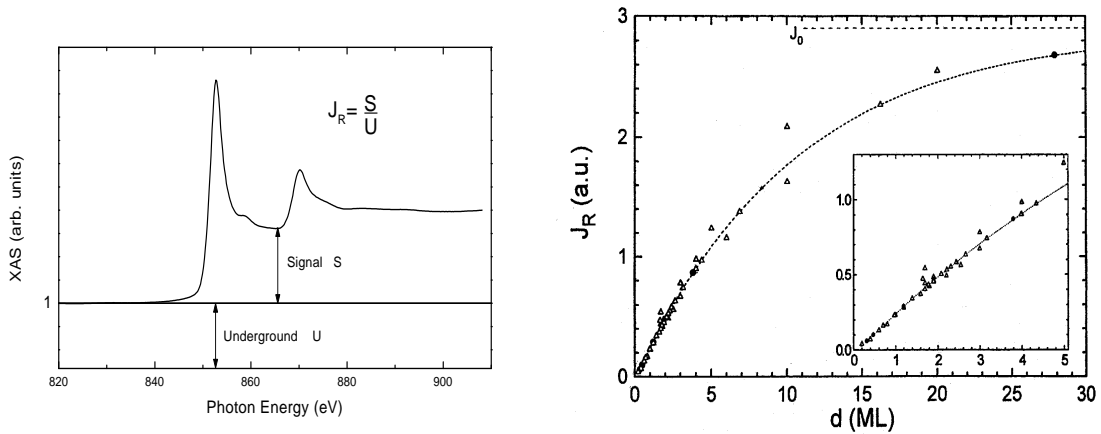 XAS (arb. units)
1
J_R = S/U
Signal S
Underground U
820 840 860 880 900
Photon Energy (eV)
J_R (a.u.)
3
2
1
0
J_0
1.0
0.5
0.0
0 1 2 3 4 5
0 5 10 15 20 25 30
d (ML)